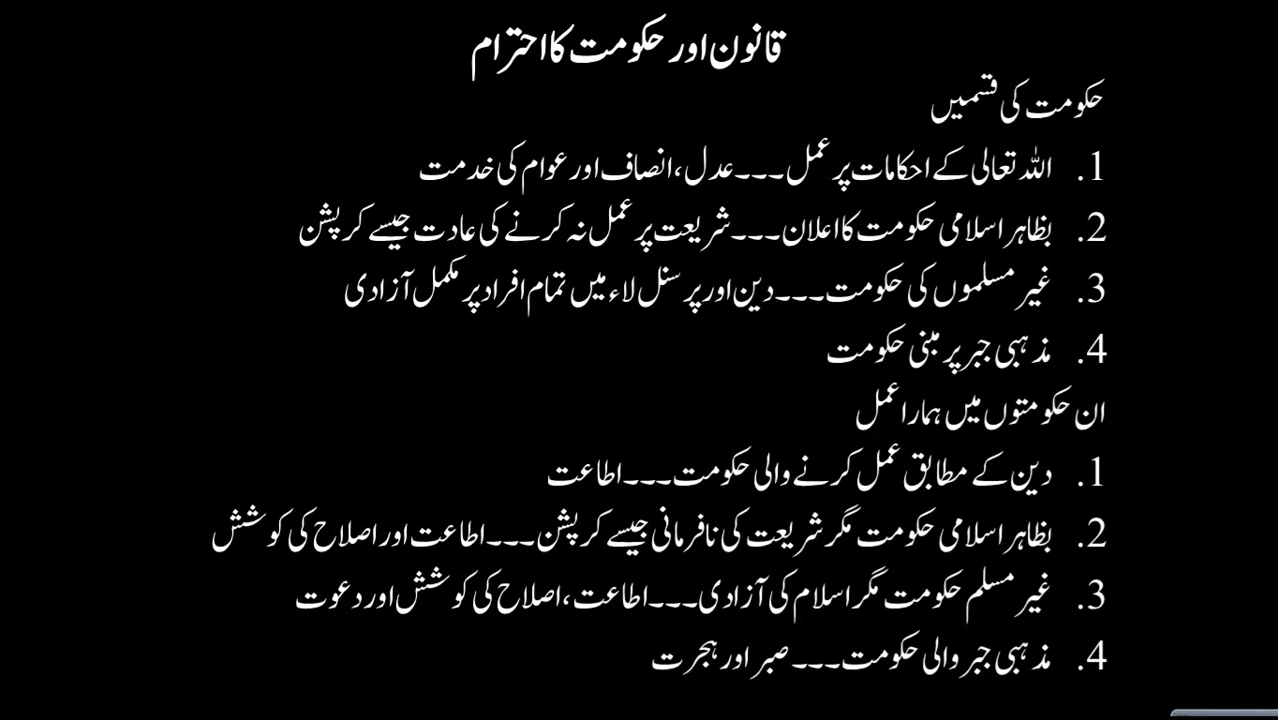 قانون اور حکومت کا احترام
حکومت کی قسمیں
1. اللہ تعالی کے احکامات پر عمل۔۔۔عدل، انصاف اور عوام کی خدمت
2. بظاہر اسلامی حکومت کا اعلان۔۔۔شریعت پر عمل نہ کرنے کی عادت جیسے کرپشن
3. غیر مسلموں کی حکومت۔۔۔دین اور پرسنل لاء میں تمام افراد پر مکمل آزادی
4. مذہبی جبر پر مبنی حکومت
ان حکومتوں میں ہمارا عمل
1. دین کے مطابق عمل کرنے والی حکومت۔۔۔اطاعت
2. بظاہر اسلامی حکومت مگر شریعت کی نافرمانی جیسے کرپشن۔۔۔اطاعت اور اصلاح کی کوشش
3. غیر مسلم حکومت مگر اسلام کی آزادی۔۔۔اطاعت، اصلاح کی کوشش اور دعوت
4. مذہبی جبر والی حکومت۔۔۔صبر اور ہجرت